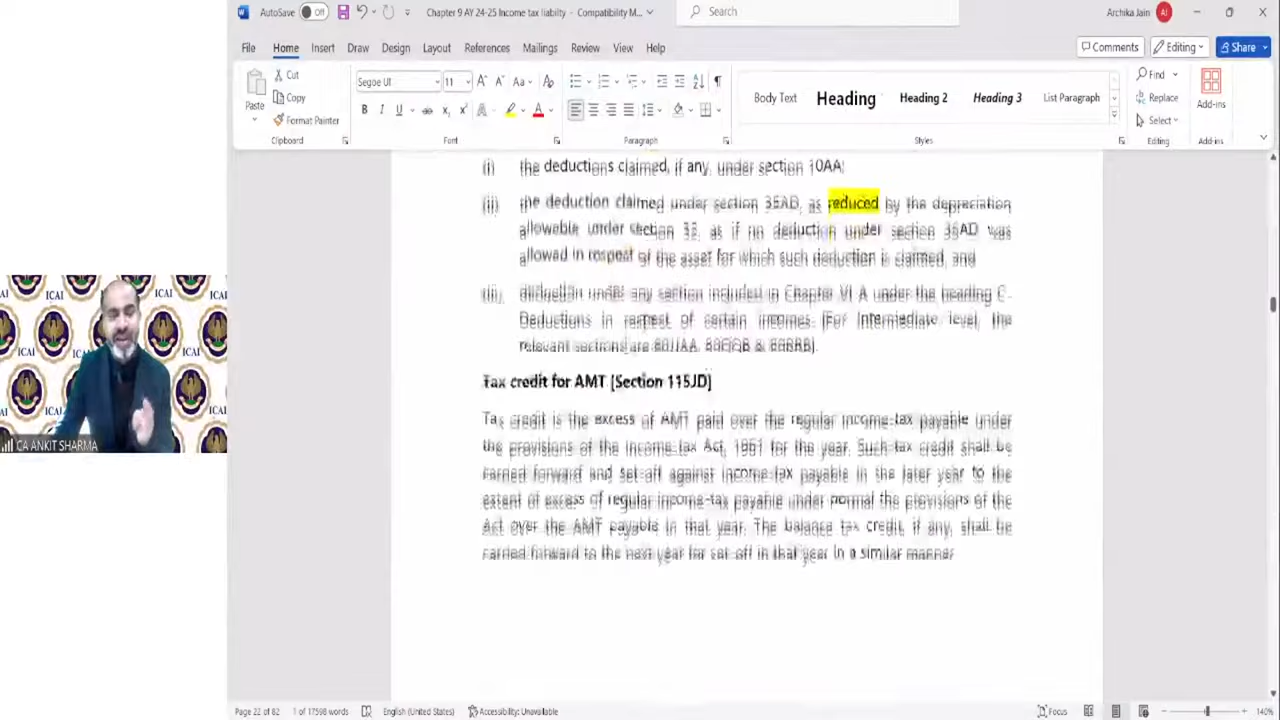 AutoSave Off Chapter 9 AY 24-25 Income tax liabilty - Compatibility M... Search Archika Jain AJ
File Home Insert Draw Design Layout References Mailings Review View Help Comments Editing Share
Paste Cut Copy Format Painter Segoe UI 11 Body Text Heading Heading 2 Heading 3 List Paragraph Find Replace Select Add-ins
Clipboard Font Paragraph Styles Editing Add-ins
(i) the deductions claimed, if any, under section 10AA;
(ii) the deduction claimed under section 35AD, as reduced by the depreciation
allowable under section 32, as if no deduction under section 35AD was
allowed in respect of the asset for which such deduction is claimed; and
(iii) under any section included in Chapter VI-A under the heading C-
Deductions in respect of certain incomes [For Intermediate level, the
relevant sections are 80JJAA, 80QQB & 80RRB].
Tax credit for AMT [Section 115JD]
Tax credit is the excess of AMT paid over the regular income-tax payable under
the provisions of the Income-tax Act, 1961 for the year. Such tax credit shall be
carried forward and set-off against income-tax payable in the later year to the
extent of excess of regular income-tax payable under normal the provisions of the
Act over the AMT payable in that year. The balance tax credit, if any, shall be
carried forward to the next year for set-off in that year in a similar manner
ICAI ICAI
ICAI ICAI
CA ANKIT SHARMA
Page 22 of 82 1 of 17598 words English (United States) Accessibility: Unavailable Focus 140%